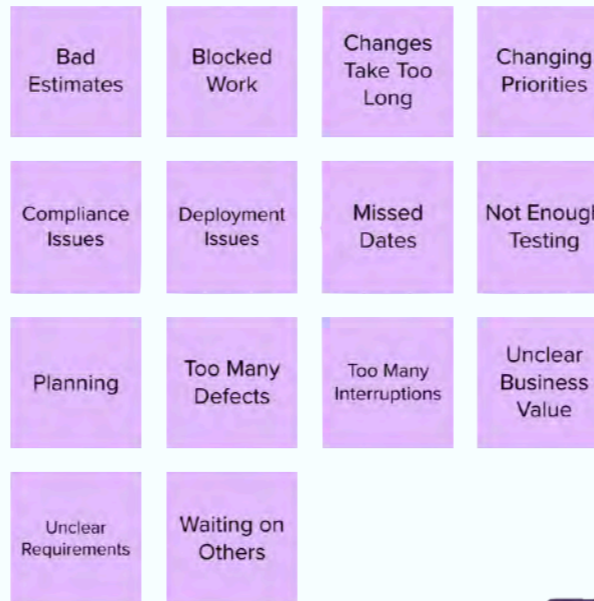 Bad
Estimates
Blocked
Work
Changes
Take Too
Long
Changing
Priorities
Compliance
Issues
Deployment
Issues
Missed
Dates
Not Enough
Testing
Planning
Too Many
Defects
Too Many
Interruptions
Unclear
Business
Value
Unclear
Requirements
Waiting on
Others